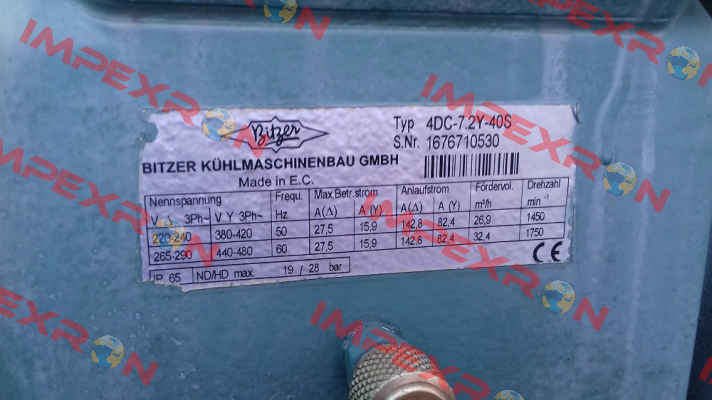 Bitzer
Typ 4DC-7.2Y-40S
S.Nr. 1676710530
BITZER KÜHLMASCHINENBAU GMBH
Made in E.C.
Nennspannung Frequ. Max.Betr.strom Anlaufstrom Fördervol. Drehzahl
V Δ 3Ph~ V Y 3Ph~ Hz A(Δ) A (Y) A(Δ) A (Y) m³/h min⁻¹
220-240 380-420 50 27,5 15,9 142,8 82,4 26,9 1450
265-290 440-480 60 27,5 15,9 142,8 82,4 32,4 1750
IP 65 ND/HD max. 19 / 28 bar CE
IMPEXRON
IMPEXRON
IMPEXRON
IMPEXRON
IMPEXRON
IMPEXRON
IMPEXRON